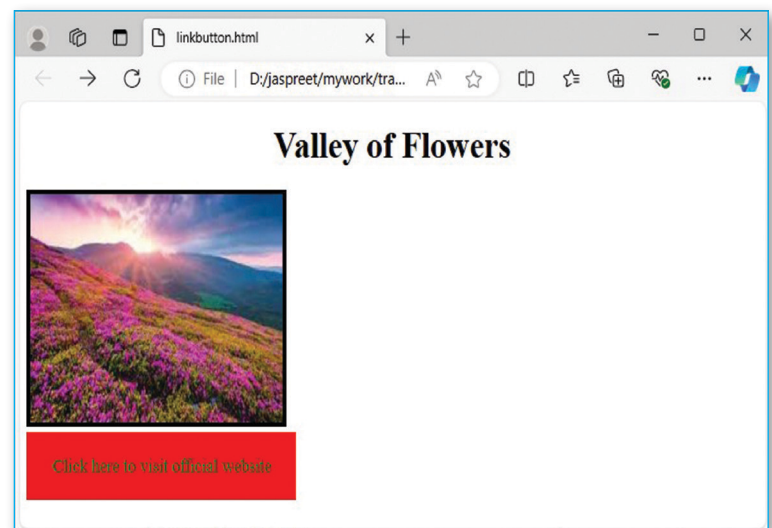 linkbutton.html
File | D:/jaspreet/mywork/tra...
Valley of Flowers
Click here to visit official website